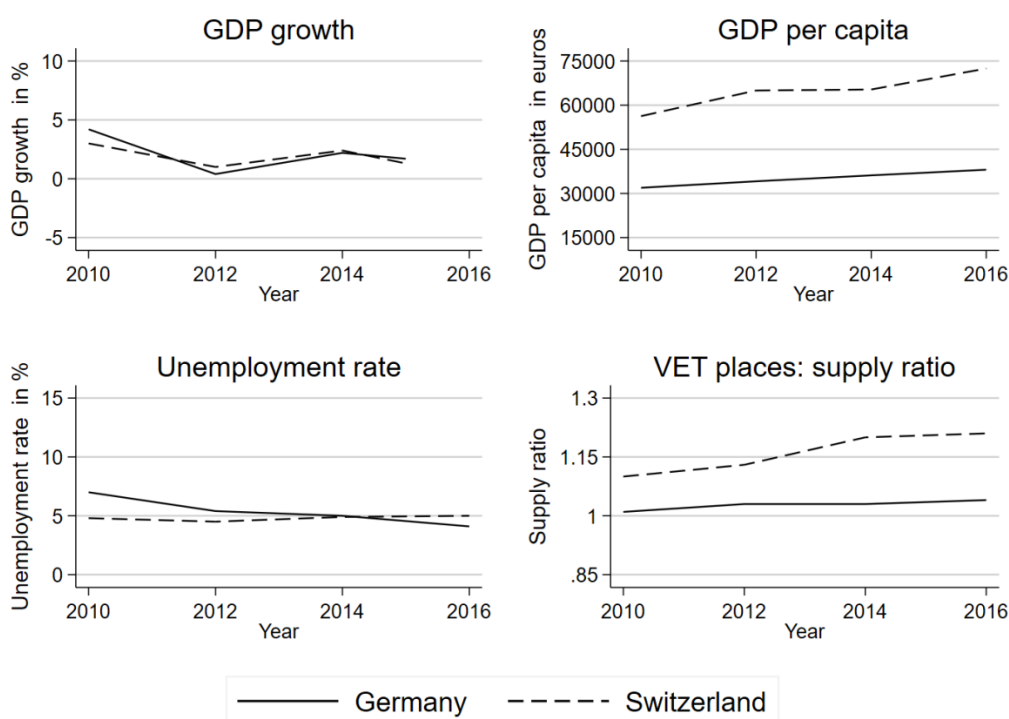 GDP growth
GDP growth  in %
10
5
0
-5
2010
2012
2014
2016
Year
GDP per capita
GDP per capita  in euros
75000
60000
45000
30000
15000
2010
2012
2014
2016
Year
Unemployment rate
Unemployment rate  in %
15
10
5
0
2010
2012
2014
2016
Year
VET places: supply ratio
Supply ratio
1.3
1.15
1
.85
2010
2012
2014
2016
Year
Germany
Switzerland